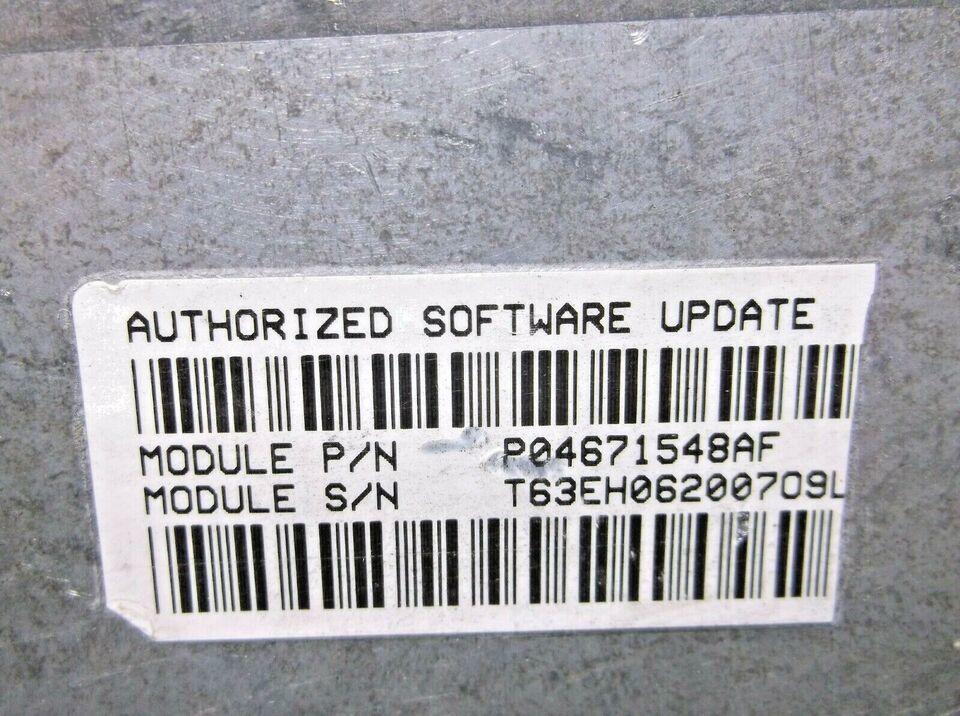 AUTHORIZED SOFTWARE UPDATE
MODULE P/N P04671548AF
MODULE S/N T63EH06200709L